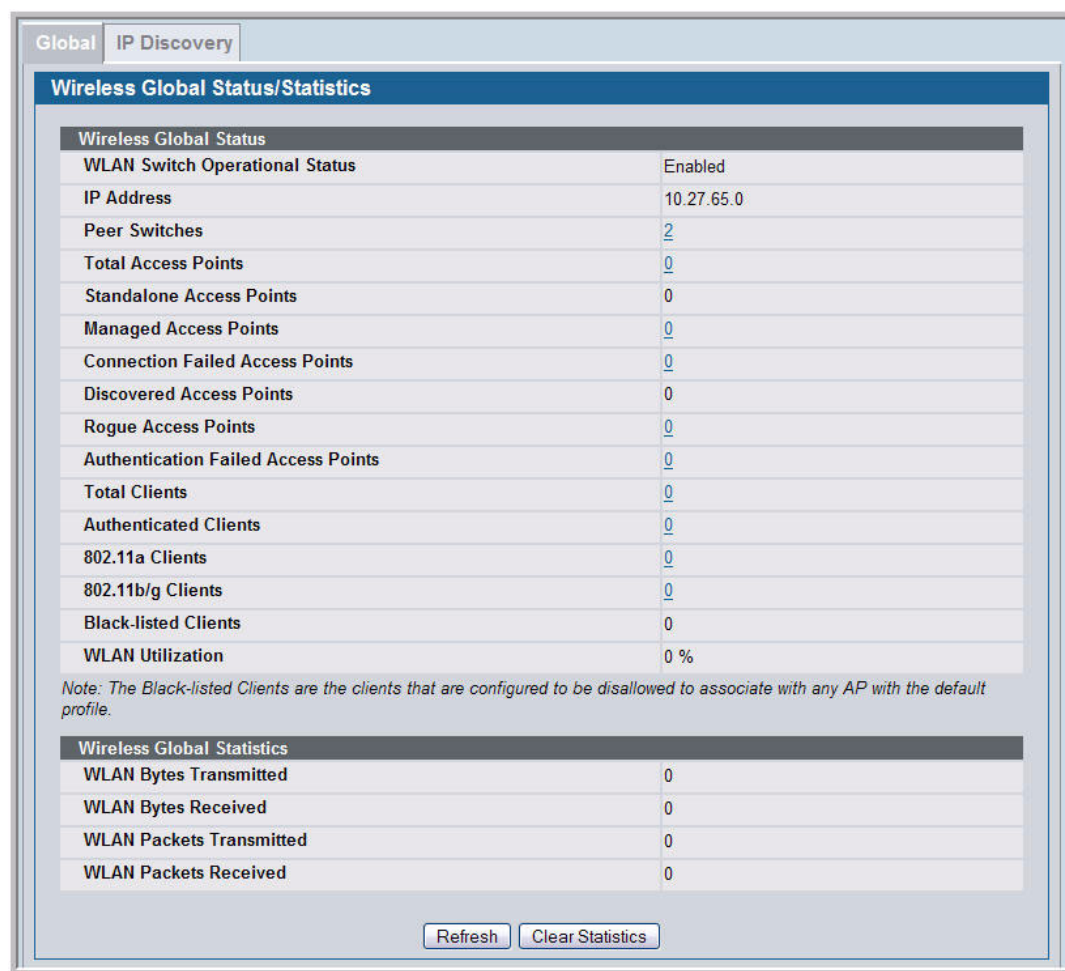 Global IP Discovery
Wireless Global Status/Statistics
Wireless Global Status
WLAN Switch Operational Status Enabled
IP Address 10.27.65.0
Peer Switches 2
Total Access Points 0
Standalone Access Points 0
Managed Access Points 0
Connection Failed Access Points 0
Discovered Access Points 0
Rogue Access Points 0
Authentication Failed Access Points 0
Total Clients 0
Authenticated Clients 0
802.11a Clients 0
802.11b/g Clients 0
Black-listed Clients 0
WLAN Utilization 0 %
Note: The Black-listed Clients are the clients that are configured to be disallowed to associate with any AP with the default
profile.
Wireless Global Statistics
WLAN Bytes Transmitted 0
WLAN Bytes Received 0
WLAN Packets Transmitted 0
WLAN Packets Received 0
Refresh Clear Statistics